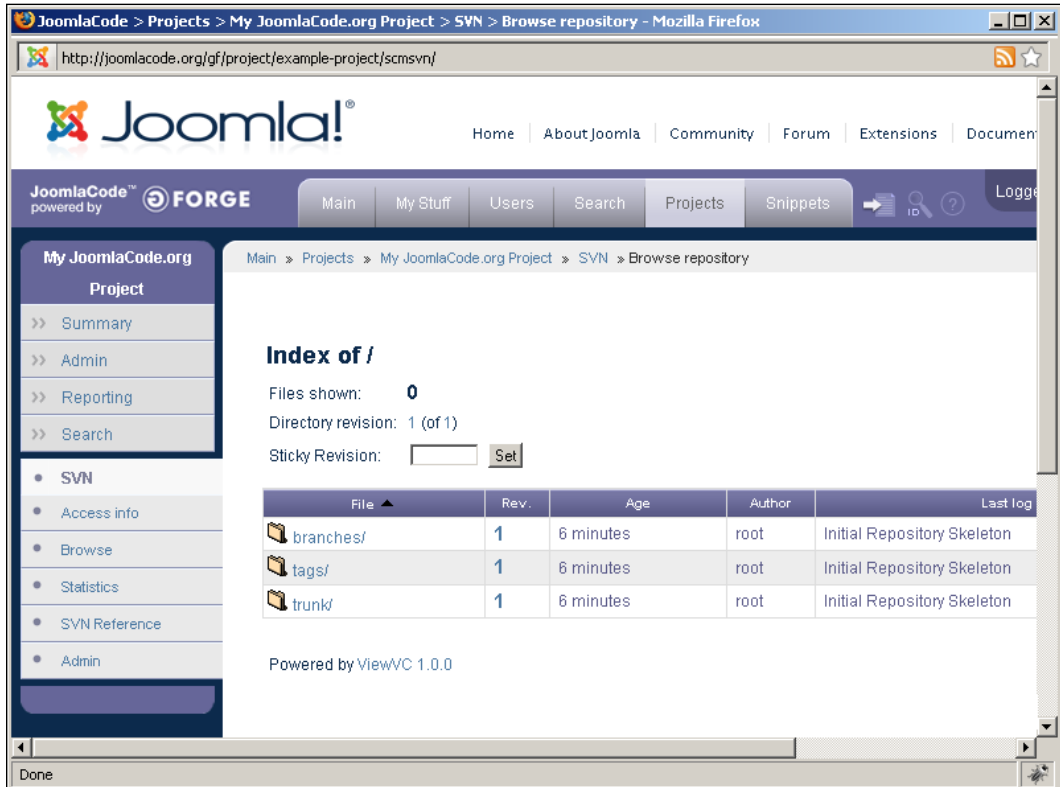 JoomlaCode > Projects > My JoomlaCode.org Project > SVN > Browse repository - Mozilla Firefox
http://joomlacode.org/gf/project/example-project/scmsvn/
Joomla!®
Home About Joomla Community Forum Extensions Documen
JoomlaCode™
powered by
FORGE
Main My Stuff Users Search Projects Snippets ID ? Logge
My JoomlaCode.org
Project
>> Summary
>> Admin
>> Reporting
>> Search
• SVN
• Access info
• Browse
• Statistics
• SVN Reference
• Admin
Main » Projects » My JoomlaCode.org Project » SVN » Browse repository
Index of /
Files shown: 0
Directory revision: 1 (of 1)
Sticky Revision: Set
File Rev. Age Author Last log
branches/ 1 6 minutes root Initial Repository Skeleton
tags/ 1 6 minutes root Initial Repository Skeleton
trunk/ 1 6 minutes root Initial Repository Skeleton
Powered by ViewVC 1.0.0
Done